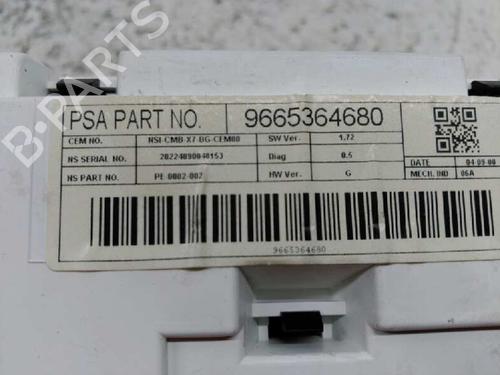 PSA PART NO. 9665364680
CEM NO. NSI-CMB-X7-BG-CEM00 SW Ver. 1.72
NS SERIAL NO. 20224090040153 Diag 0.5 DATE 04-09-08
NS PART NO. PE-0002-002 HW Ver. G MECH. IND 06A
9665364680
B-PARTS